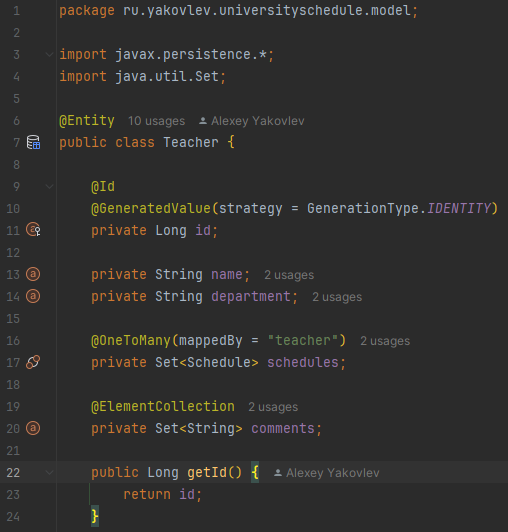 1 package ru.yakovlev.universityschedule.model;
2
3 import javax.persistence.*;
4 import java.util.Set;
5
6 @Entity 10 usages Alexey Yakovlev
7 public class Teacher {
8
9 @Id
10 @GeneratedValue(strategy = GenerationType.IDENTITY)
11 private Long id;
12
13 private String name; 2 usages
14 private String department; 2 usages
15
16 @OneToMany(mappedBy = "teacher") 2 usages
17 private Set<Schedule> schedules;
18
19 @ElementCollection 2 usages
20 private Set<String> comments;
21
22 public Long getId() { Alexey Yakovlev
23 return id;
24 }